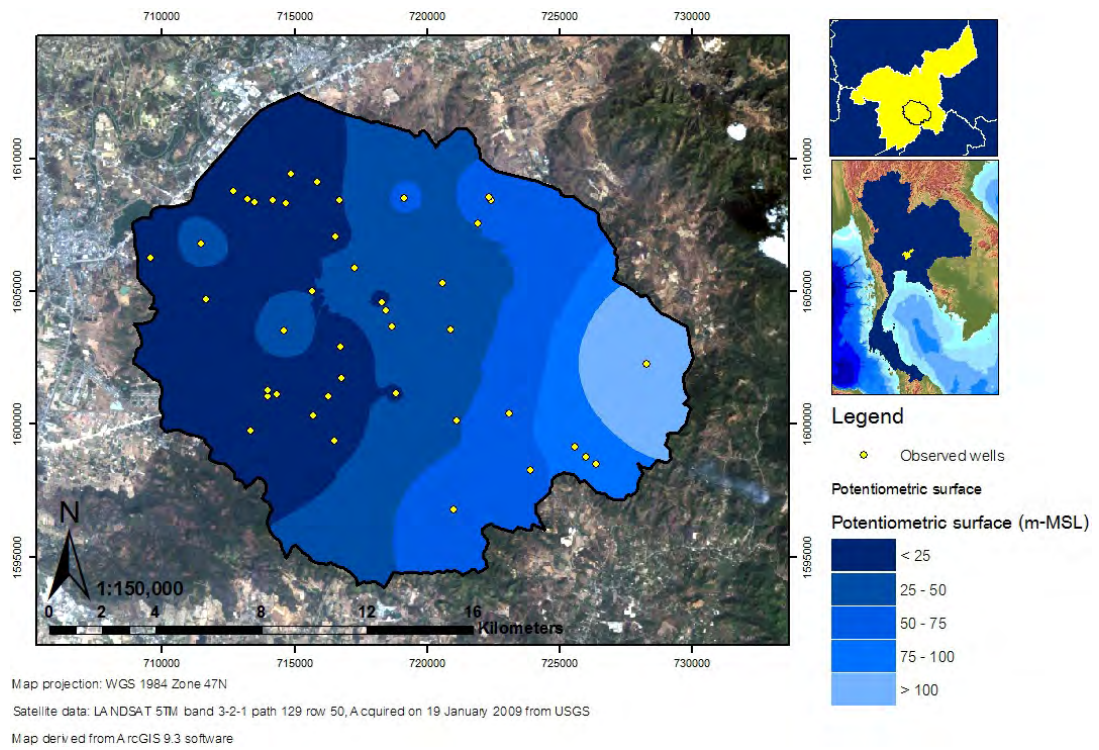 710000 715000 720000 725000 730000
1610000 1610000
1605000 1605000
1600000 1600000
1595000 1595000
N
1:150,000
0 2 4 8 12 16
Kilometers
710000 715000 720000 725000 730000
Map projection: WGS 1984 Zone 47N
Satellite data: LANDSAT 5TM band 3-2-1 path 129 row 50, Acquired on 19 January 2009 from USGS
Map derived from ArcGIS 9.3 software
Legend
Observed wells
Potentiometric surface
Potentiometric surface (m-MSL)
< 25
25 - 50
50 - 75
75 - 100
> 100